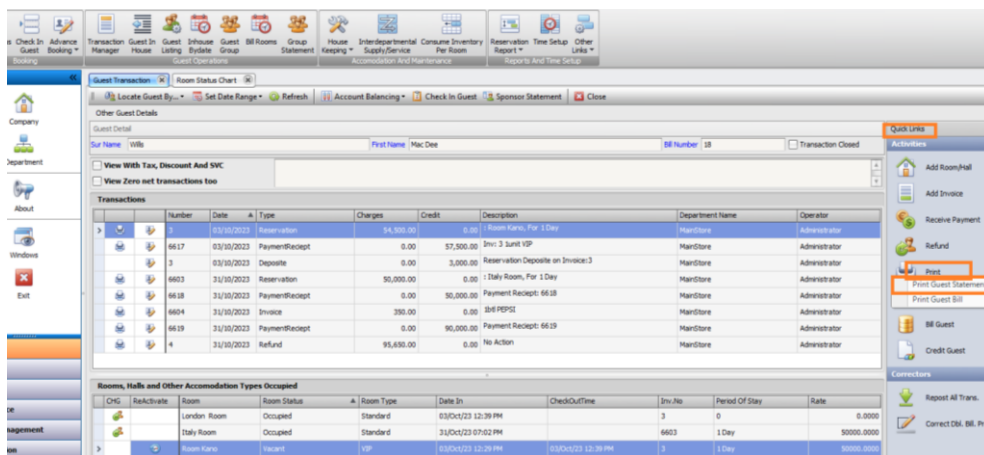 Check In Advance Transaction Guest In Guest Inhouse Guest Bill Rooms Group House Interdepartmental Consume Inventory Reservation Time Setup Other
Guest Booking Manager House Listing Bydate Group Statement Keeping Supply/Service Per Room Report Links
Booking Guest Operations Accomodation And Maintenance Reports And Time Setup
Guest Transaction Room Status Chart
Locate Guest By... Set Date Range Refresh Account Balancing Check In Guest Sponsor Statement Close
Company
Other Guest Details
Guest Detail Quick Links
Sur Name Wills First Name Mac Dee Bill Number 18 Transaction Closed Activities
Department
View With Tax, Discount And SVC Add Room/Hall
View Zero net transactions too
Transactions Add Invoice
About
Number Date Type Charges Credit Description Department Name Operator Receive Payment
3 03/10/2023 Reservation 54,500.00 0.00 : Room Kano, For 1 Day MainStore Administrator
6617 03/10/2023 PaymentReciept 0.00 57,500.00 Inv: 3 1unit VIP MainStore Administrator Refund
Windows
3 03/10/2023 Deposite 0.00 3,000.00 Reservation Deposite on Invoice:3 MainStore Administrator
6603 31/10/2023 Reservation 50,000.00 0.00 : Italy Room, For 1 Day MainStore Administrator Print
Print Guest Statemen
6618 31/10/2023 PaymentReciept 0.00 50,000.00 Payment Reciept: 6618 MainStore Administrator Print Guest Bill
Exit
6604 31/10/2023 Invoice 350.00 0.00 1btl PEPSI MainStore Administrator
6619 31/10/2023 PaymentReciept 0.00 90,000.00 Payment Reciept: 6619 MainStore Administrator Bill Guest
4 31/10/2023 Refund 95,650.00 0.00 No Action MainStore Administrator Credit Guest
Correctors
Rooms, Halls and Other Accomodation Types Occupied
CHG ReActivate Room Room Status Room Type Date In CheckOutTime Inv.No Period Of Stay Rate Repost All Trans.
London Room Occupied Standard 03/Oct/23 12:39 PM 3 0 0.0000
Italy Room Occupied Standard 31/Oct/23 07:02 PM 6603 1 Day 50000.0000 Correct Dbl. Bill. Pr
nagement
Room Kano Vacant VIP 03/Oct/23 12:39 PM 03/Oct/23 13:39 PM 3 1 Day 50000.0000